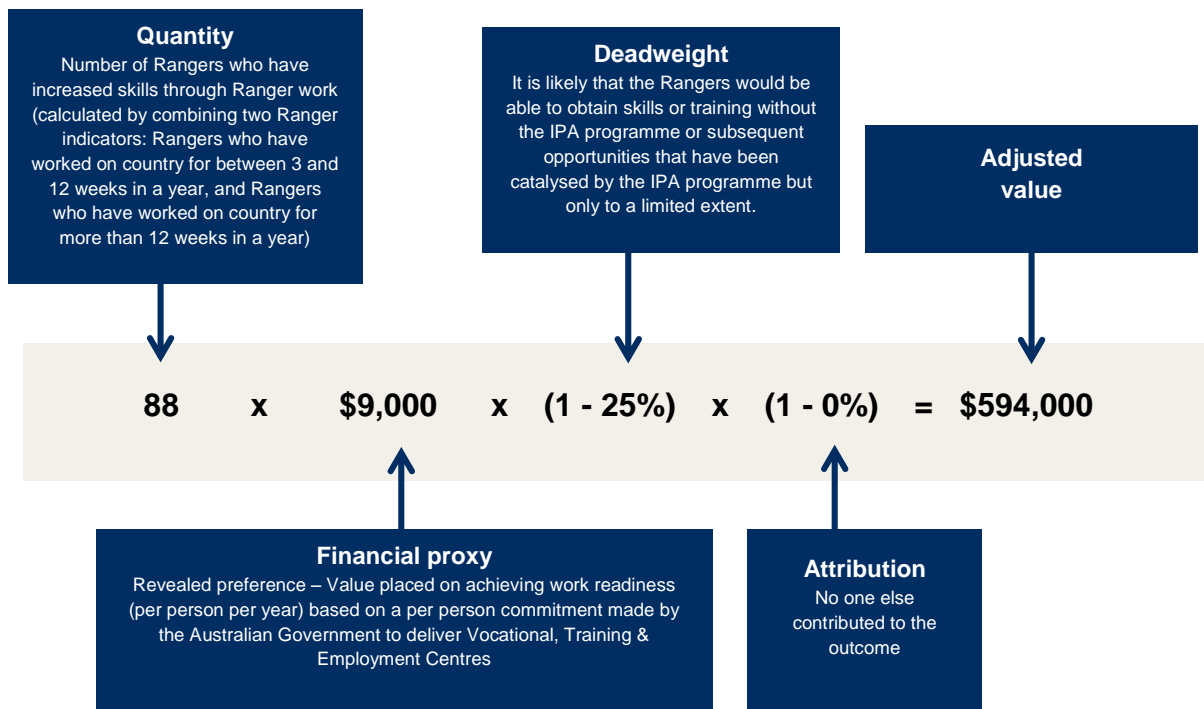 Quantity
Number of Rangers who have
increased skills through Ranger work
(calculated by combining two Ranger
indicators: Rangers who have
worked on country for between 3 and
12 weeks in a year, and Rangers
who have worked on country for
more than 12 weeks in a year)
Deadweight
It is likely that the Rangers would be
able to obtain skills or training without
the IPA programme or subsequent
opportunities that have been
catalysed by the IPA programme but
only to a limited extent.
Adjusted
value
88 x $9,000 x (1 - 25%) x (1 - 0%) = $594,000
Financial proxy
Revealed preference – Value placed on achieving work readiness
(per person per year) based on a per person commitment made by
the Australian Government to deliver Vocational, Training &
Employment Centres
Attribution
No one else
contributed to the
outcome